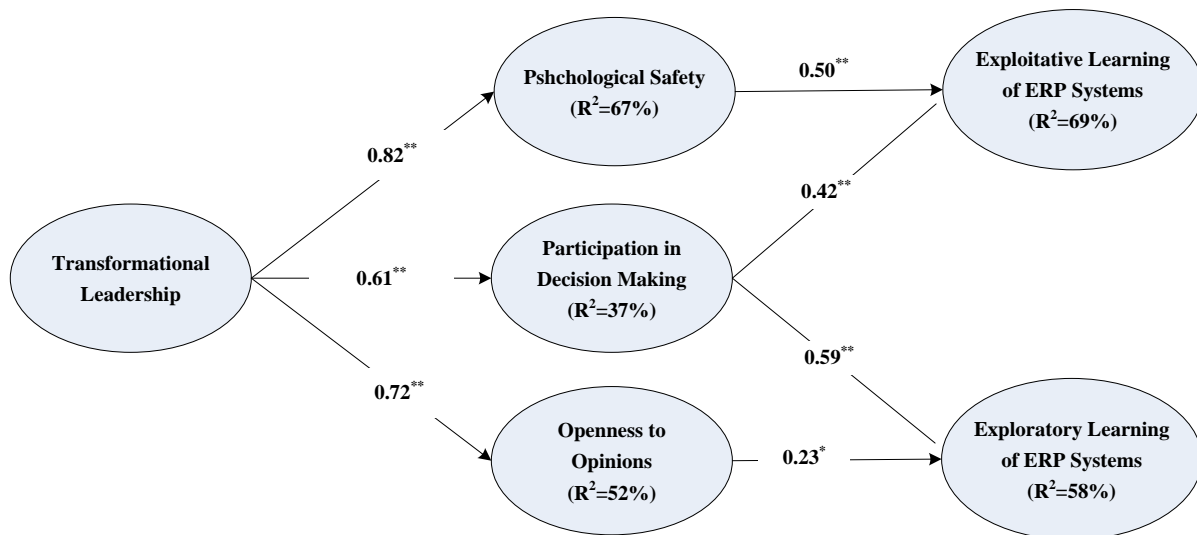 Pshchological Safety
(R²=67%)
0.50**
Exploitative Learning
of ERP Systems
(R²=69%)
0.82**
0.42**
Transformational
Leadership
0.61**
Participation in
Decision Making
(R²=37%)
0.59**
0.72**
Openness to
Opinions
(R²=52%)
0.23*
Exploratory Learning
of ERP Systems
(R²=58%)